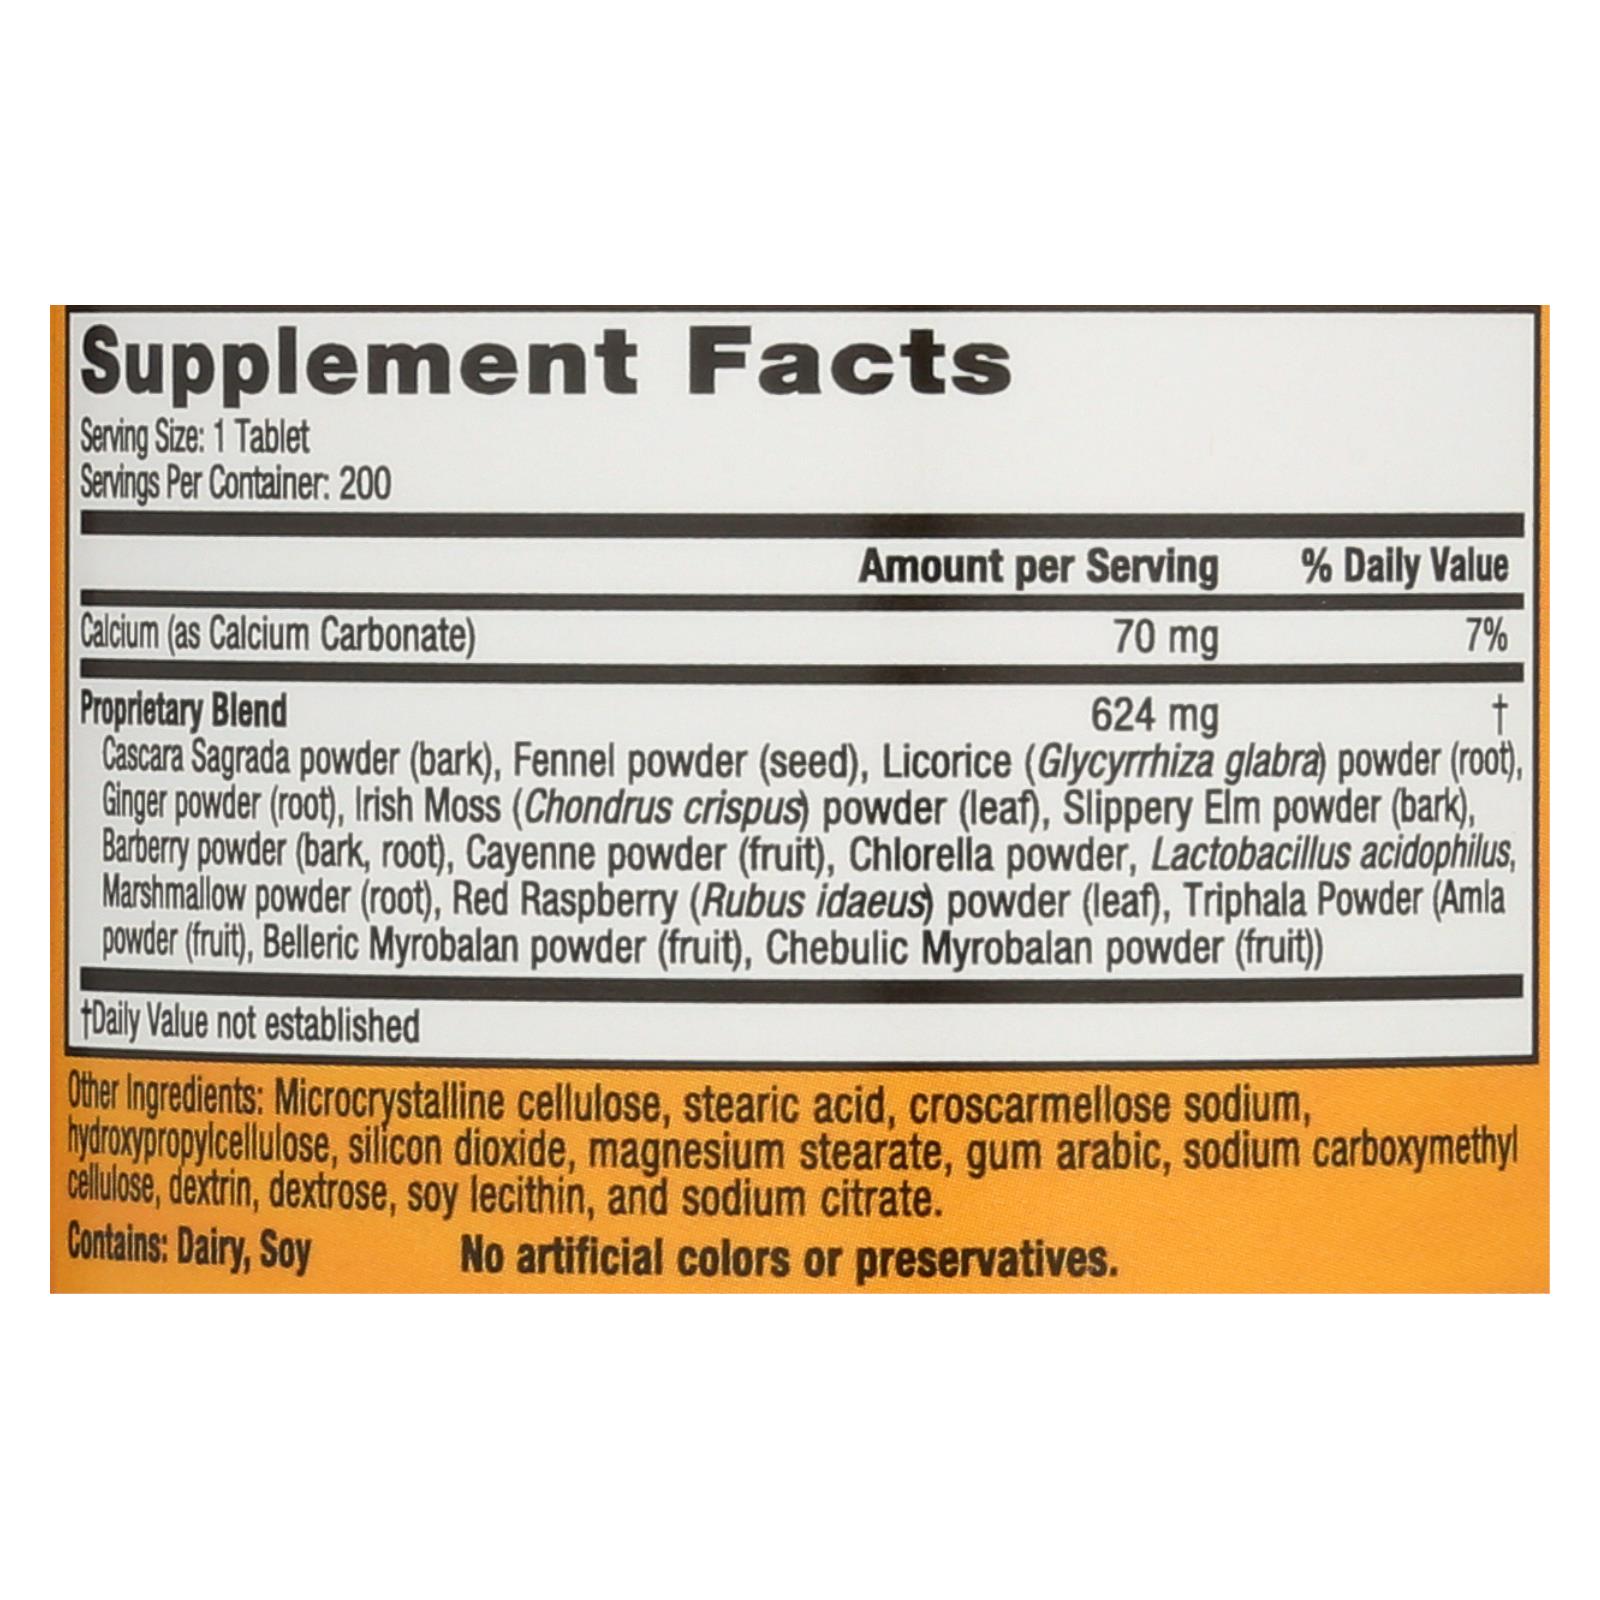 Supplement Facts
Serving Size: 1 Tablet
Servings Per Container: 200
Amount per Serving % Daily Value
Calcium (as Calcium Carbonate) 70 mg 7%
Proprietary Blend 624 mg †
Cascara Sagrada powder (bark), Fennel powder (seed), Licorice (Glycyrrhiza glabra) powder (root),
Ginger powder (root), Irish Moss (Chondrus crispus) powder (leaf), Slippery Elm powder (bark),
Barberry powder (bark, root), Cayenne powder (fruit), Chlorella powder, Lactobacillus acidophilus,
Marshmallow powder (root), Red Raspberry (Rubus idaeus) powder (leaf), Triphala Powder (Amla
powder (fruit), Belleric Myrobalan powder (fruit), Chebulic Myrobalan powder (fruit))
†Daily Value not established
Other Ingredients: Microcrystalline cellulose, stearic acid, croscarmellose sodium,
hydroxypropylcellulose, silicon dioxide, magnesium stearate, gum arabic, sodium carboxymethyl
cellulose, dextrin, dextrose, soy lecithin, and sodium citrate.
Contains: Dairy, Soy No artificial colors or preservatives.